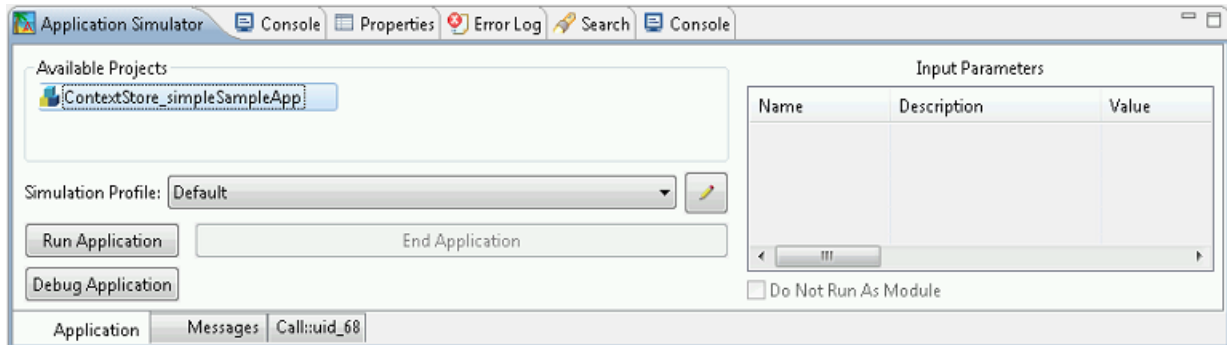 Application Simulator Console Properties Error Log Search Console
Available Projects
ContextStore_simpleSampleApp
Simulation Profile: Default
Run Application End Application
Debug Application
Input Parameters
Name Description Value
Do Not Run As Module
Application Messages Call::uid_68